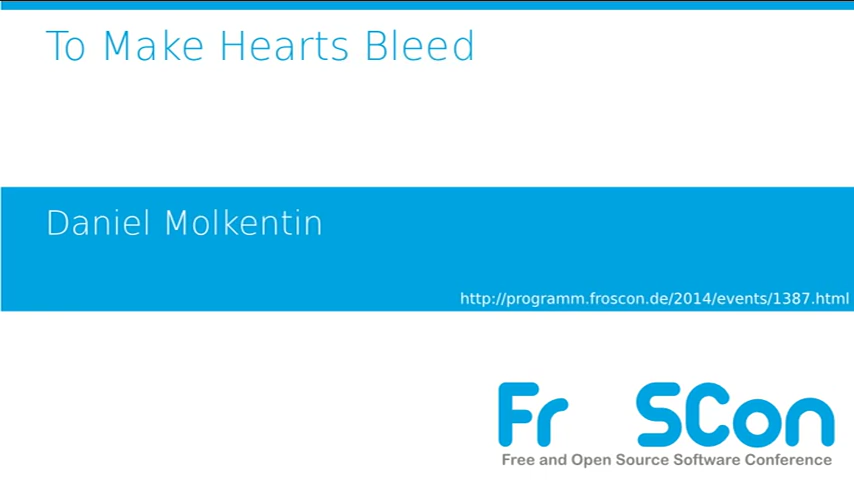 To Make Hearts Bleed
Daniel Molkentin
http://programm.froscon.de/2014/events/1387.html
Fr SCon
Free and Open Source Software Conference